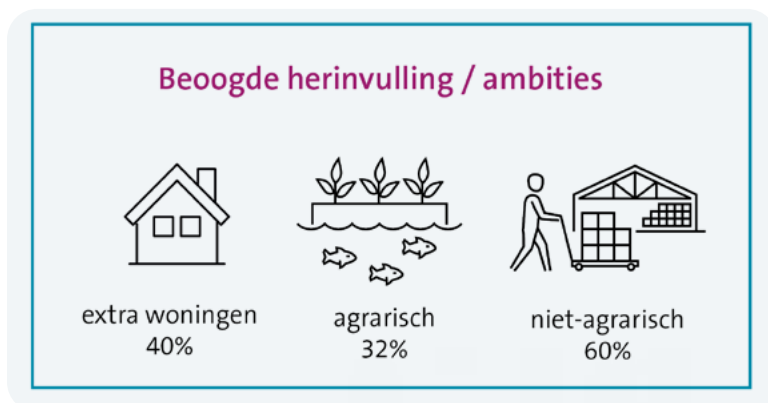 Beoogde herinvulling / ambities
extra woningen
40%
agrarisch
32%
niet-agrarisch
60%